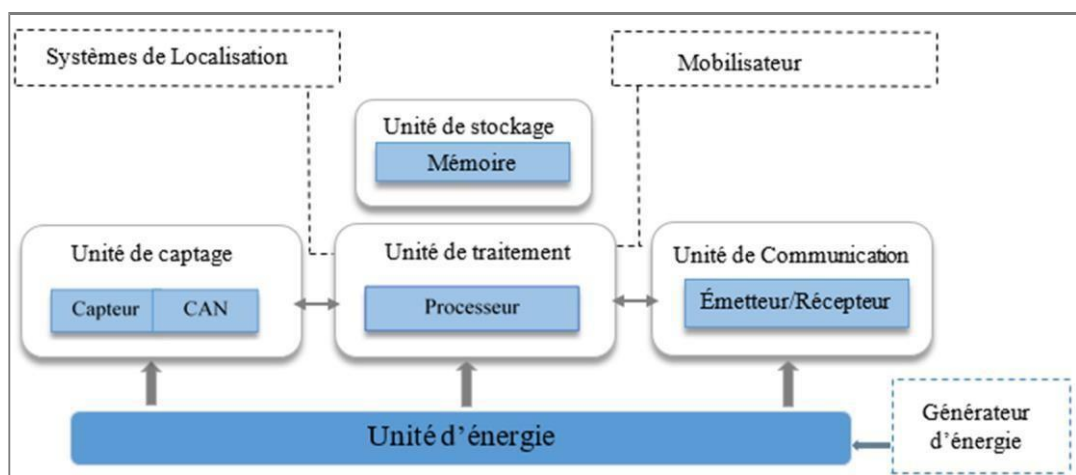 Systèmes de Localisation
Mobilisateur
Unité de stockage
Mémoire
Unité de captage
Capteur
CAN
Unité de traitement
Processeur
Unité de Communication
Émetteur/Récepteur
Unité d’énergie
Générateur
d’énergie